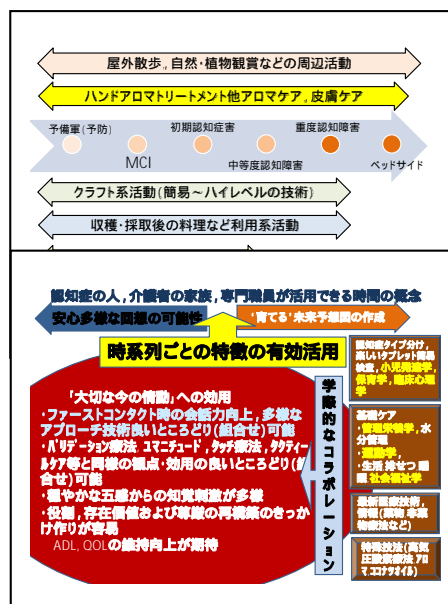 屋外散歩、自然・植物観賞などの周辺活動
ハンドアロマトリートメント他アロマケア、皮膚ケア
予備軍(予防)
MCI
初期認知症害
中等度認知障害
重度認知障害
ベッドサイド
クラフト系活動(簡易～ハイレベルの技術)
収穫・採取後の料理など利用系活動
認知症の人,介護者の家族,専門職員が活用できる時間の概念
安心多様な回想の可能性
'育てる'未来予想図の作成
時系列ごとの特徴の有効活用
「大切な今の情動」への効用
・ファーストコンタクト時の会話力向上,多様な
アプローチ技術良いところどり(組合せ)可能
・バリデーション療法,ユマニチュード,タッチ療法,タクティー
ルケア等と同様の観点・効用の良いところどり(組
合せ)可能
・穏やかな五感からの知覚刺激が多様
・役割,存在価値および尊厳の再構築のきっか
け作りが容易
ADL,QOLの維持向上が期待
学際的なコラボレーション
認知症タイプ分け,
楽しいタブレット簡易
検査,小児発達学,
保育学,臨床心理
学
基礎ケア
・管理栄養学,水
分管理
・運動学,
・生活
社会福祉学
最新医療技術,
情報(薬物
物療法など)
特殊技法(高気
圧酸素療法,アロ
マ,ココナツオイル)